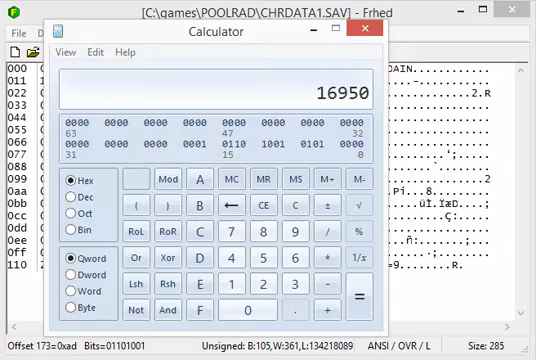 [C:\games\POOLRAD\CHRDATA1.SAV] - Frhed
File
Calculator
View Edit Help
16950
0000 0000 0000 0000 0000 0000 0000 0000
63 47 32
0000 0000 0000 0001 0110 1001 0101 0000
31 15 0
Hex Mod A MC MR MS M+ M-
Dec ( ) B ← CE C ± √
Oct RoL RoR C 7 8 9 / %
Bin
Qword Or Xor D 4 5 6 * 1/x
Dword Lsh Rsh E 1 2 3 - =
Word
Byte Not And F 0 . +
000
011
022
033
044
055
066
077
088
099
0aa
0bb
0cc
0dd
0ee
0ff
110
Offset 173=0xad Bits=01101001 Unsigned: B:105,W:361,L:134218089 ANSI / OVR / L Size: 285